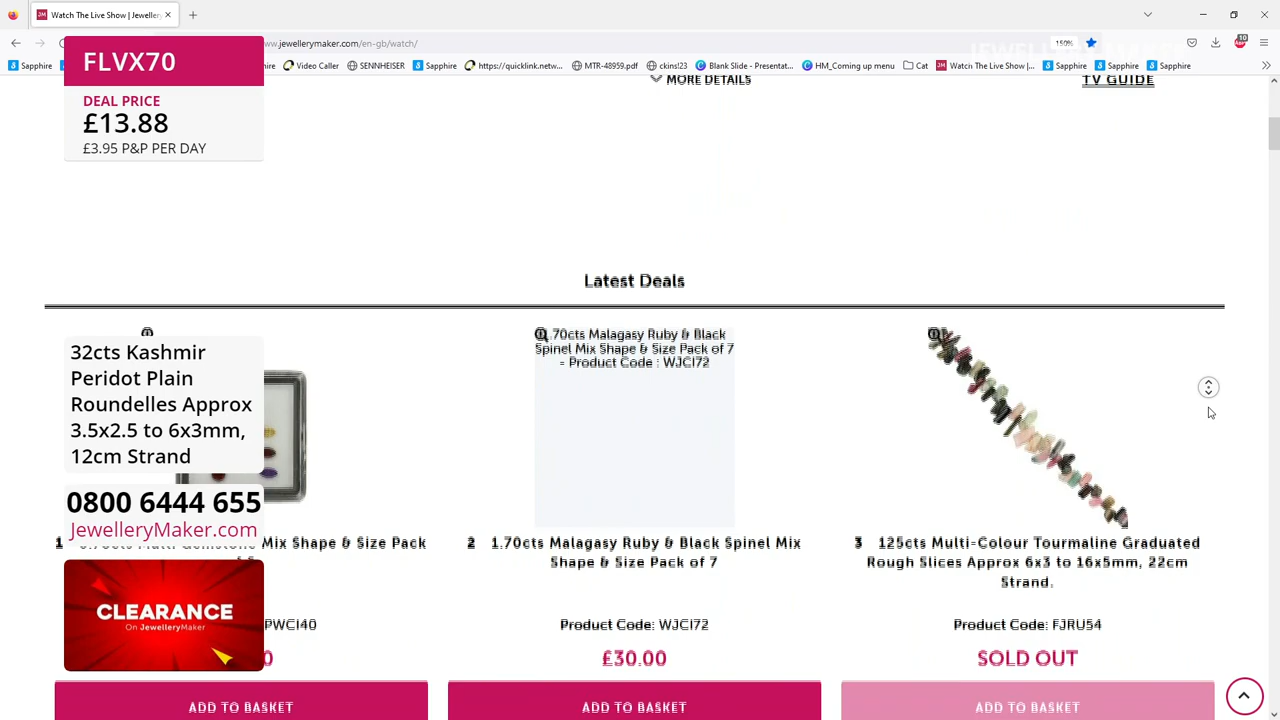 Watch The Live Show | Jeweller
ww.jewellerymaker.com/en-gb/watch/
150%
10
Sapphire
hire
Video Caller
SENNHEISER
Sapphire
https://quicklink.netw...
MTR-48959.pdf
ckinsl23
Blank Slide - Presentat...
HM_Coming up menu
Cat
Watch The Live Show |...
Sapphire
Sapphire
Sapphire
FLVX70
DEAL PRICE
£13.88
£3.95 P&P PER DAY
MORE DETAILS
TV GUIDE
Latest Deals
32cts Kashmir
Peridot Plain
Roundelles Approx
3.5x2.5 to 6x3mm,
12cm Strand
0800 6444 655
JewelleryMaker.com
CLEARANCE
On JewelleryMaker
1
Mix Shape & Size Pack
PWCI40
0
ADD TO BASKET
1.70cts Malagasy Ruby & Black
Spinel Mix Shape & Size Pack of 7
= Product Code : WJCI72
2 1.70cts Malagasy Ruby & Black Spinel Mix
Shape & Size Pack of 7
Product Code: WJCI72
£30.00
ADD TO BASKET
3 125cts Multi-Colour Tourmaline Graduated
Rough Slices Approx 6x3 to 16x5mm, 22cm
Strand.
Product Code: FJRU54
SOLD OUT
ADD TO BASKET